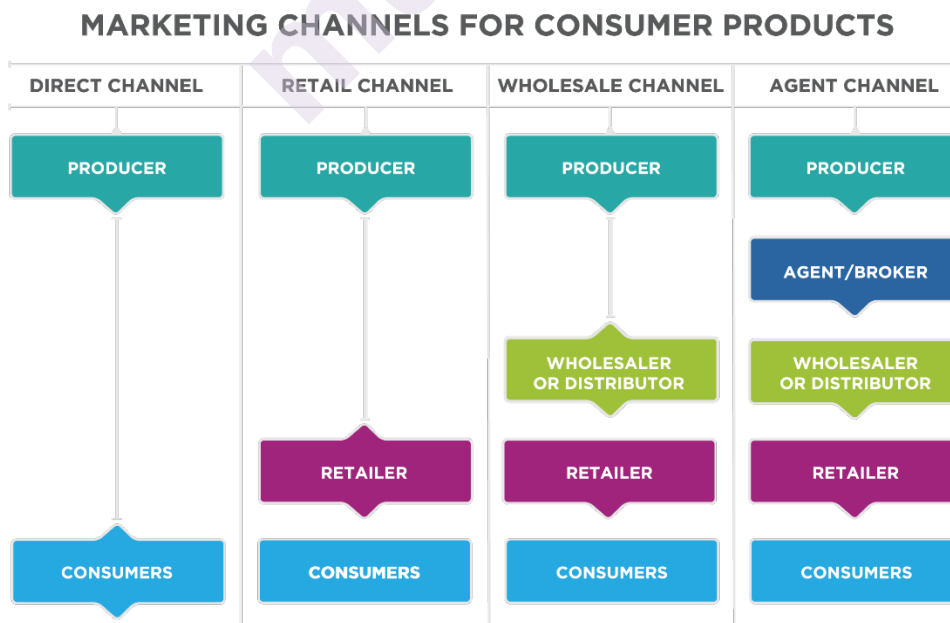 MARKETING CHANNELS FOR CONSUMER PRODUCTS
DIRECT CHANNEL
RETAIL CHANNEL
WHOLESALE CHANNEL
AGENT CHANNEL
PRODUCER
PRODUCER
PRODUCER
PRODUCER
AGENT/BROKER
WHOLESALER
OR DISTRIBUTOR
WHOLESALER
OR DISTRIBUTOR
RETAILER
RETAILER
RETAILER
CONSUMERS
CONSUMERS
CONSUMERS
CONSUMERS